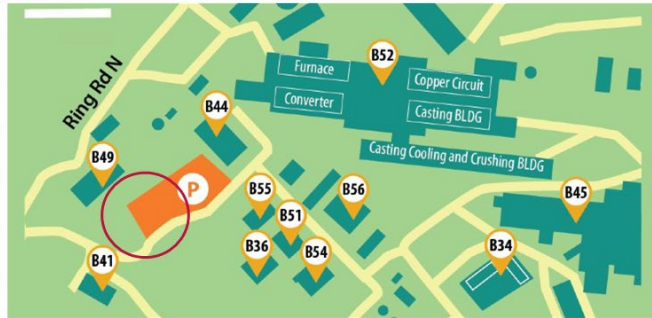 B52
Furnace
Copper Circuit
Ring Rd N
B44
Converter
Casting BLDG
Casting Cooling and Crushing BLDG
B49
P
B55
B56
B45
B51
B36
B54
B34
B41